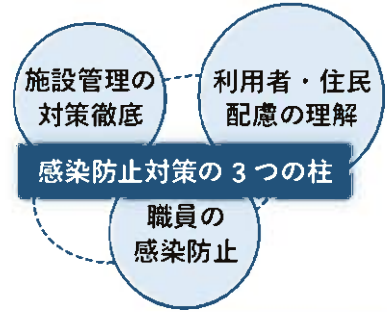 施設管理の
対策徹底
利用者・住民
配慮の理解
感染防止対策の3つの柱
職員の
感染防止